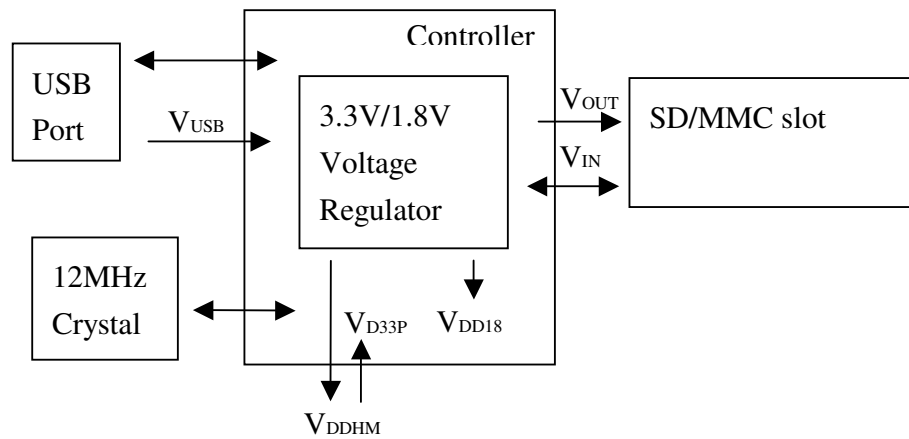 Controller
USB
Port
VUSB
3.3V/1.8V
Voltage
Regulator
VOUT
VIN
SD/MMC slot
12MHz
Crystal
VD33P
VDD18
VDDHM